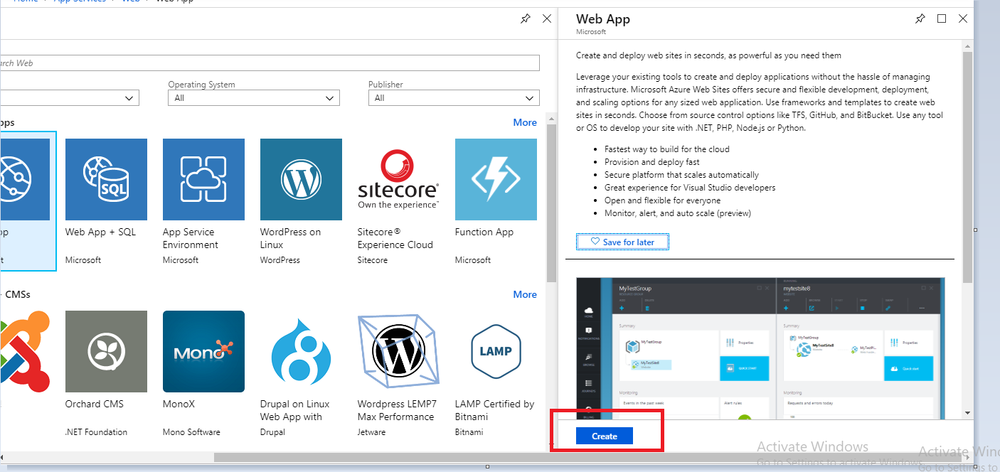 Home
App Services
Web
Web App
Web App
Microsoft
arch Web
Operating System
Publisher
All
All
pps
More
SQL
sitecore
Own the experience™
Web App + SQL
App Service
Environment
WordPress on
Linux
Sitecore®
Experience Cloud
Function App
Microsoft
Microsoft
WordPress
Sitecore
Microsoft
CMSs
More
MonoX
LAMP
Orchard CMS
MonoX
Drupal on Linux
Web App with
Wordpress LEMP7
Max Performance
LAMP Certified by
Bitnami
.NET Foundation
Mono Software
Drupal
Jetware
Bitnami
Create and deploy web sites in seconds, as powerful as you need them
Leverage your existing tools to create and deploy applications without the hassle of managing
infrastructure. Microsoft Azure Web Sites offers secure and flexible development, deployment,
and scaling options for any sized web application. Use frameworks and templates to create web
sites in seconds. Choose from source control options like TFS, GitHub, and BitBucket. Use any tool
or OS to develop your site with .NET, PHP, Node.js or Python.
• Fastest way to build for the cloud
• Provision and deploy fast
• Secure platform that scales automatically
• Great experience for Visual Studio developers
• Open and flexible for everyone
• Monitor, alert, and auto scale (preview)
Save for later
MyTestGroup
mytestsite8
Summary
Summary
MyTestGroup
Properties
MyTestGroup
Properties
MyTestSite8
QUICK START
Quick start
Monitoring
Monitoring
Events in the past week
Alert rules
Requests and errors today
Create
Activate Windows
Go to Settings to activate Windows.
Activate Wind
Go to Settings to